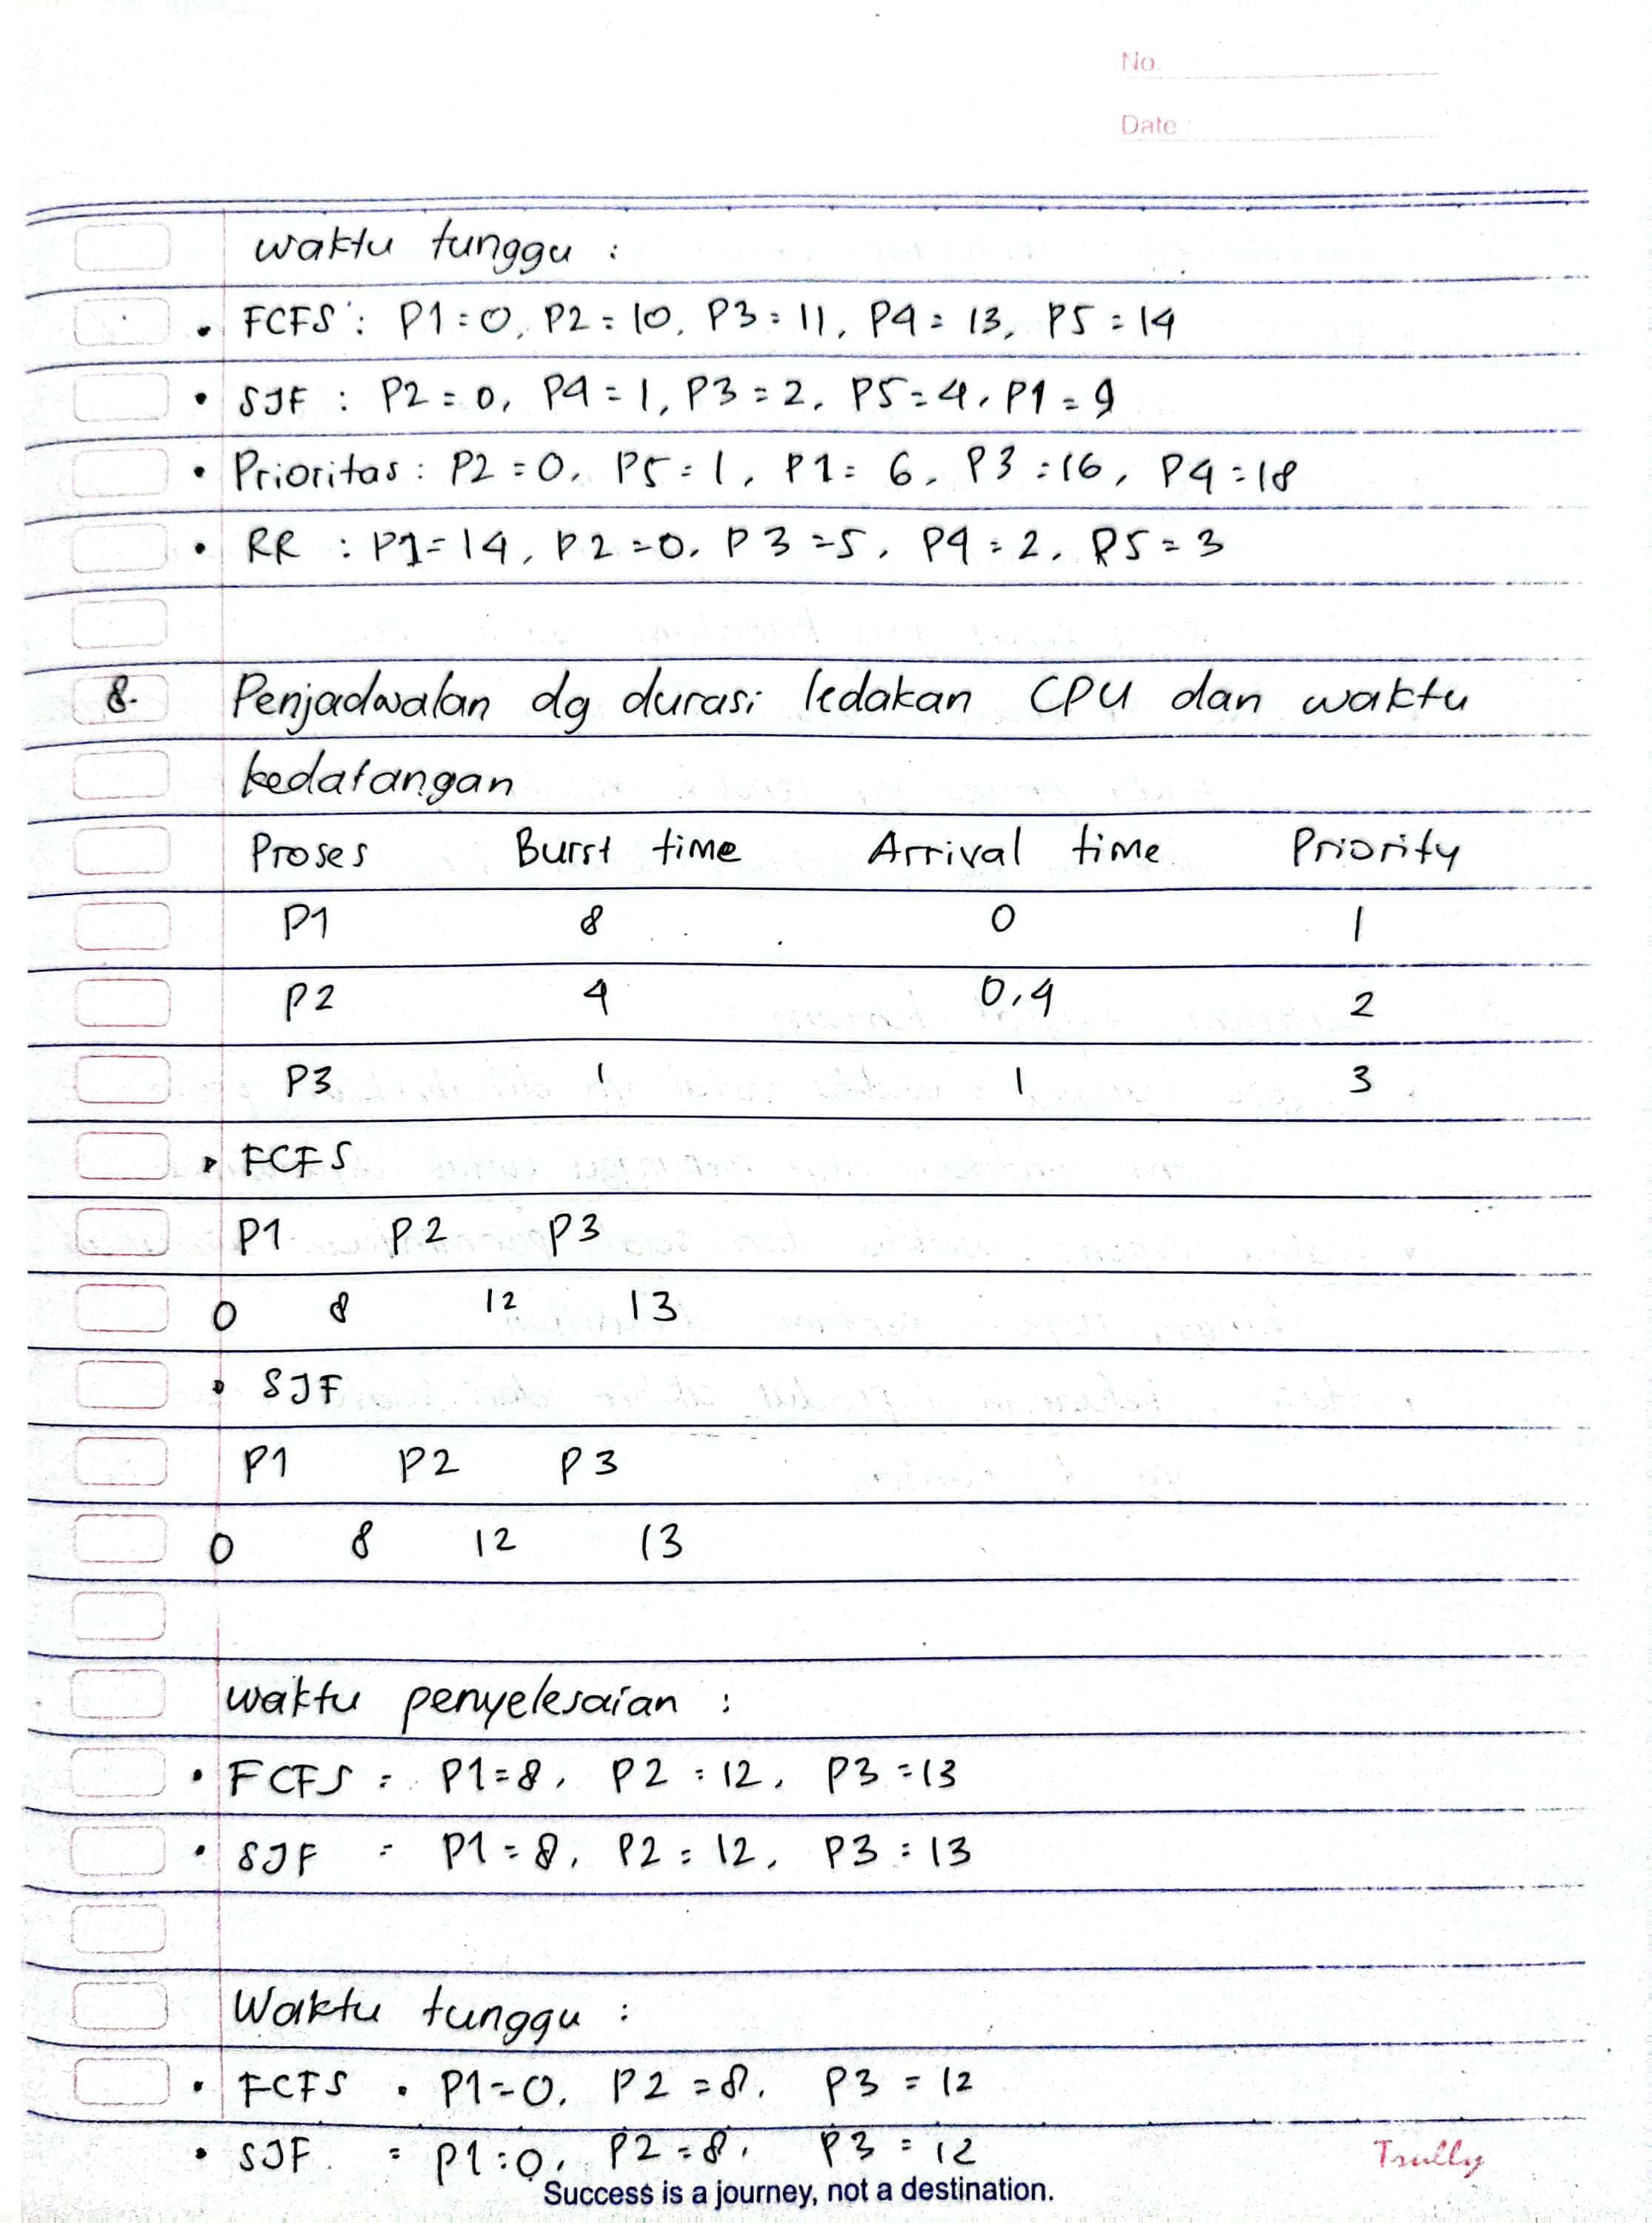 No.
Date :
waktu tunggu :
• FCFS : P1 = 0, P2 = 10, P3 = 11, P4 = 13, P5 = 14
• SJF : P2 = 0, P4 = 1, P3 = 2, P5 = 4, P1 = 9
• Prioritas : P2 = 0, P5 = 1, P1 = 6, P3 = 16, P4 = 18
• RR : P1 = 14, P2 = 0, P3 = 5, P4 = 2, P5 = 3
8. Penjadwalan dg durasi ledakan CPU dan waktu
kedatangan
Proses Burst time Arrival time Priority
P1 8 0 1
P2 4 0,4 2
P3 1 1 3
• FCFS
P1 P2 P3
0 8 12 13
• SJF
P1 P2 P3
0 8 12 13
waktu penyelesaian :
• FCFS = P1 = 8, P2 = 12, P3 = 13
• SJF = P1 = 8, P2 = 12, P3 = 13
Waktu tunggu :
• FCFS • P1 = 0, P2 = 8, P3 = 12
• SJF = P1 = 0, P2 = 8, P3 = 12
Trully
Success is a journey, not a destination.